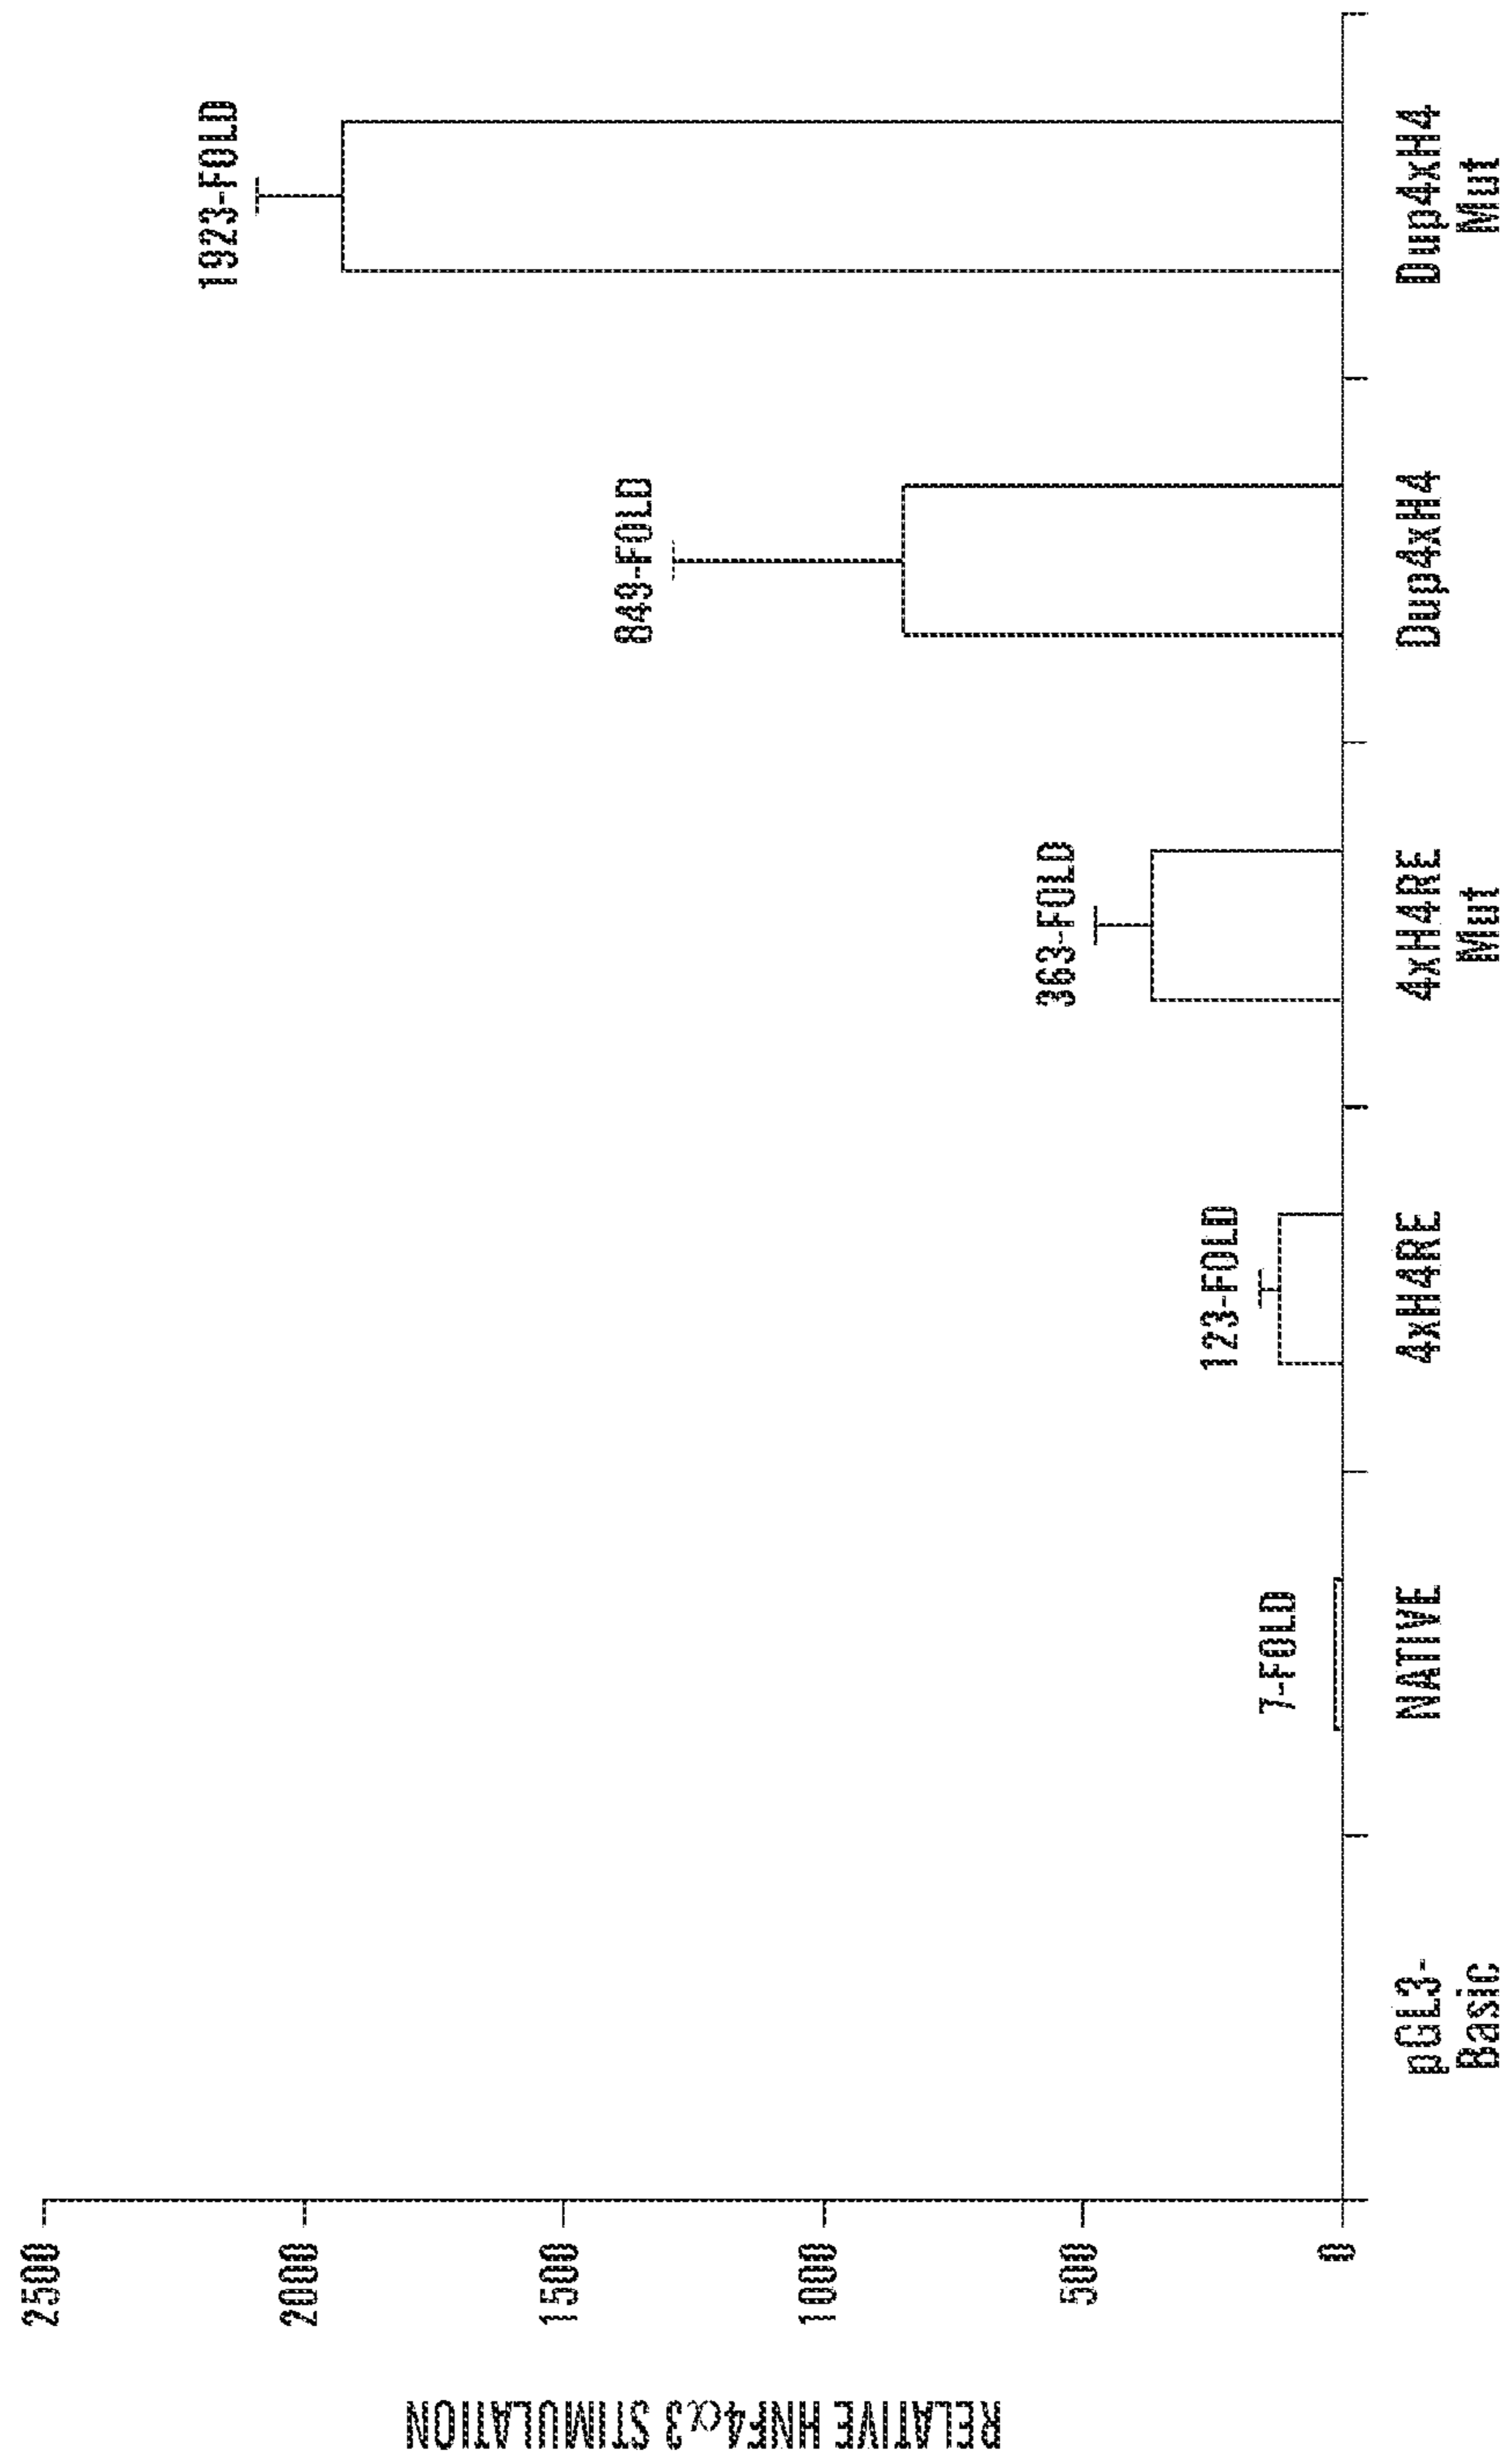 RELATIVE HNF4α3 STIMULATION
2500
2000
1500
1000
500
0
7-FOLD
123-FOLD
363-FOLD
849-FOLD
1923-FOLD
pGL3-
Basic
NATIVE
4xH4RE
4xH4RE
Mut
Dup4xH4
Dup4xH4
Mut